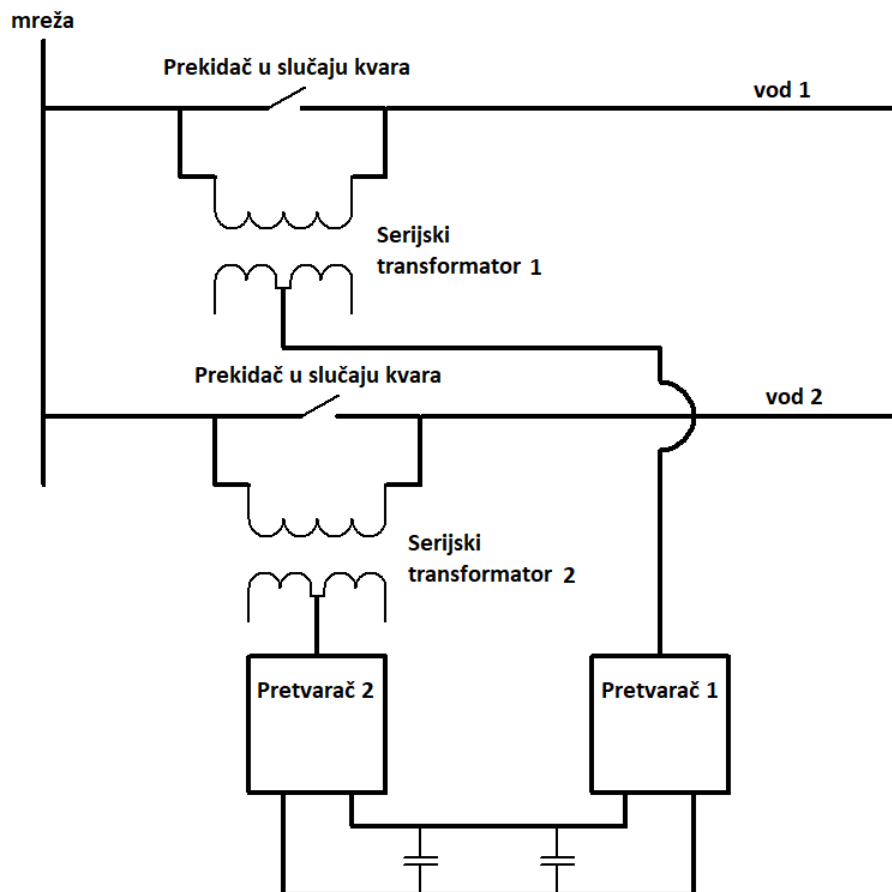 mreža
Prekidač u slučaju kvara
vod 1
Serijski
transformator 1
Prekidač u slučaju kvara
vod 2
Serijski
transformator 2
Pretvarač 2
Pretvarač 1